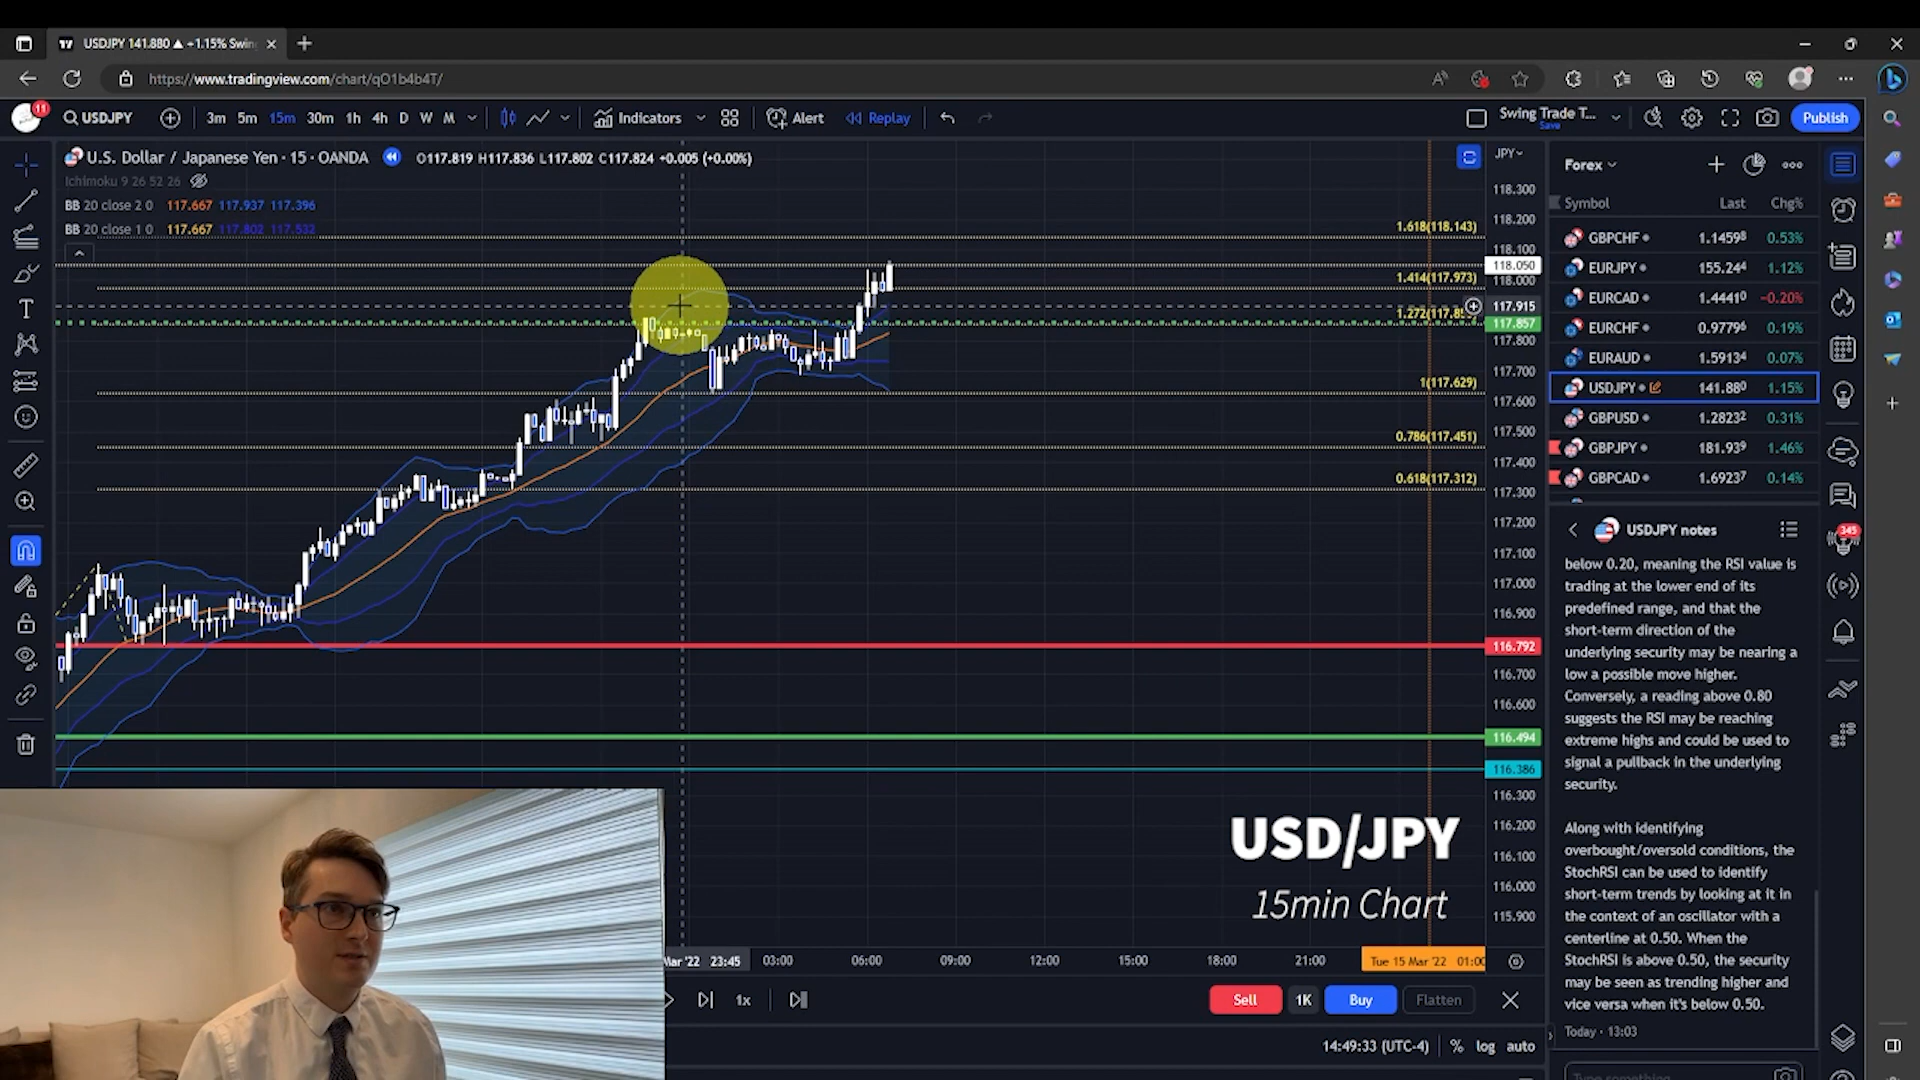 USDJPY 141.880 ▲ +1.15% Swin
https://www.tradingview.com/chart/qO1b4b4T/
11
USDJPY 3m 5m 15m 30m 1h 4h D W M Indicators Alert Replay Swing Trade T... Save Publish
U.S. Dollar / Japanese Yen · 15 · OANDA O117.819 H117.836 L117.802 C117.824 +0.005 (+0.00%)
Ichimoku 9 26 52 26
BB 20 close 2 0 117.667 117.937 117.396
BB 20 close 1 0 117.667 117.802 117.532
JPY
118.300
118.200
1.618(118.143)
118.100
118.050
118.000
1.414(117.973)
117.915
117.857
117.800
117.700
1(117.629)
117.600
117.500
0.786(117.451)
117.400
0.618(117.312)
117.300
117.200
117.100
117.000
116.900
116.792
116.700
116.600
116.494
116.386
116.300
116.200
116.100
116.000
115.900
USD/JPY
15min Chart
Mar '22 23:45 03:00 06:00 09:00 12:00 15:00 18:00 21:00 Tue 15 Mar '22 01:00
1x Sell 1K Buy Flatten
14:49:33 (UTC-4) % log auto
Forex
Symbol Last Chg%
GBPCHF 1.14598 0.53%
EURJPY 155.244 1.12%
EURCAD 1.44410 −0.20%
EURCHF 0.97796 0.19%
EURAUD 1.59134 0.07%
USDJPY 141.880 1.15%
GBPUSD 1.28232 0.31%
GBPJPY 181.939 1.46%
GBPCAD 1.69237 0.14%
USDJPY notes
345
below 0.20, meaning the RSI value is
trading at the lower end of its
predefined range, and that the
short-term direction of the
underlying security may be nearing a
low a possible move higher.
Conversely, a reading above 0.80
suggests the RSI may be reaching
extreme highs and could be used to
signal a pullback in the underlying
security.
Along with identifying
overbought/oversold conditions, the
StochRSI can be used to identify
short-term trends by looking at it in
the context of an oscillator with a
centerline at 0.50. When the
StochRSI is above 0.50, the security
may be seen as trending higher and
vice versa when it's below 0.50.
Today · 13:03